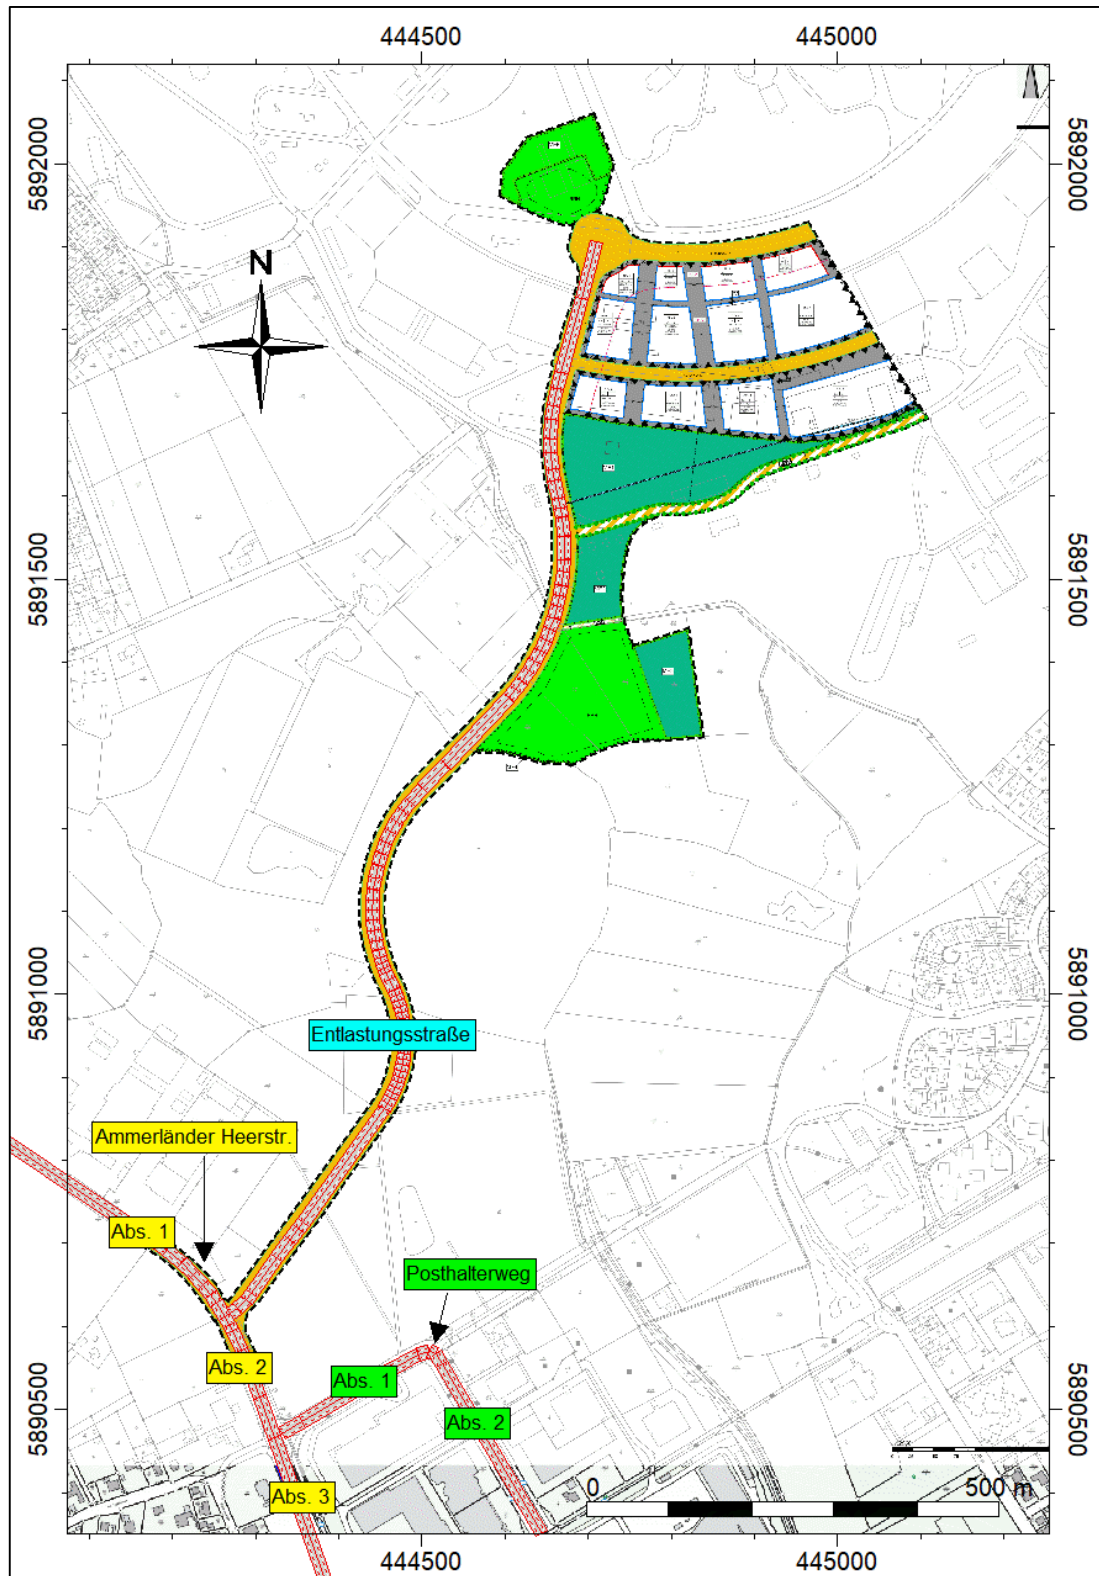 444500
445000
5892000
5892000
N
5891500
5891500
5891000
5891000
Entlastungsstraße
Ammerländer Heerstr.
Abs. 1
Posthalterweg
Abs. 2
Abs. 1
5890500
5890500
Abs. 2
Abs. 3
0
500 m
444500
445000